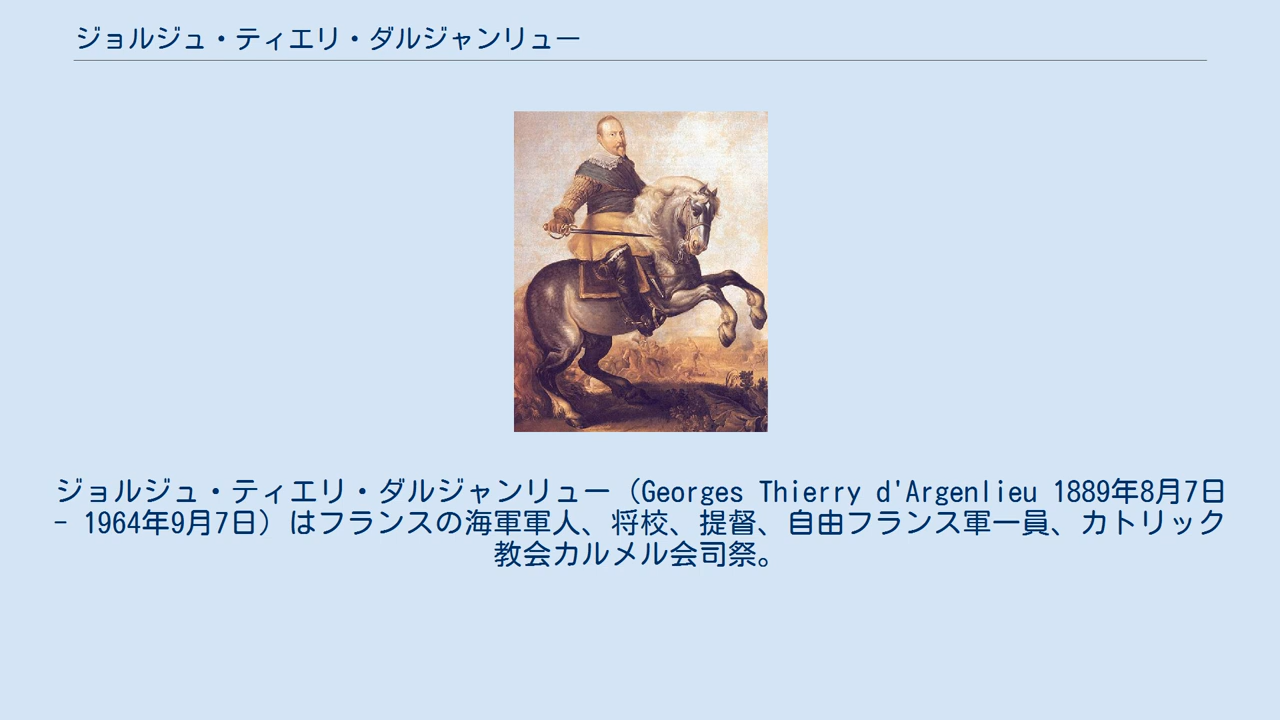 ジョルジュ・ティエリ・ダルジャンリュー
ジョルジュ・ティエリ・ダルジャンリュー（Georges Thierry d'Argenlieu 1889年8月7日
- 1964年9月7日）はフランスの海軍軍人、将校、提督、自由フランス軍一員、カトリック
教会カルメル会司祭。